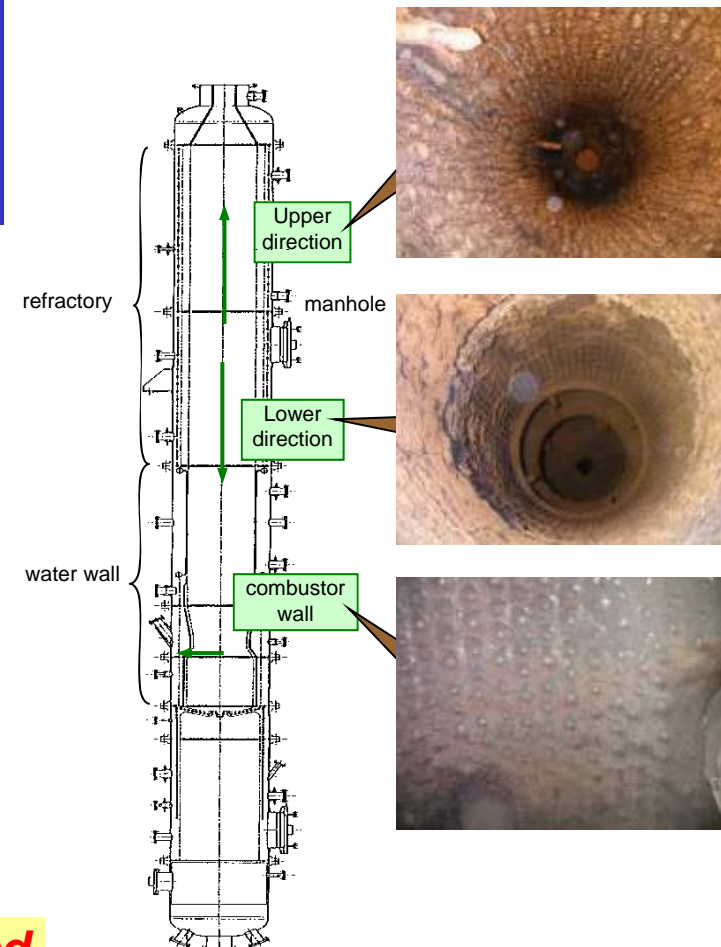 Upper
direction
refractory
manhole
Lower
direction
water wall
combustor
wall